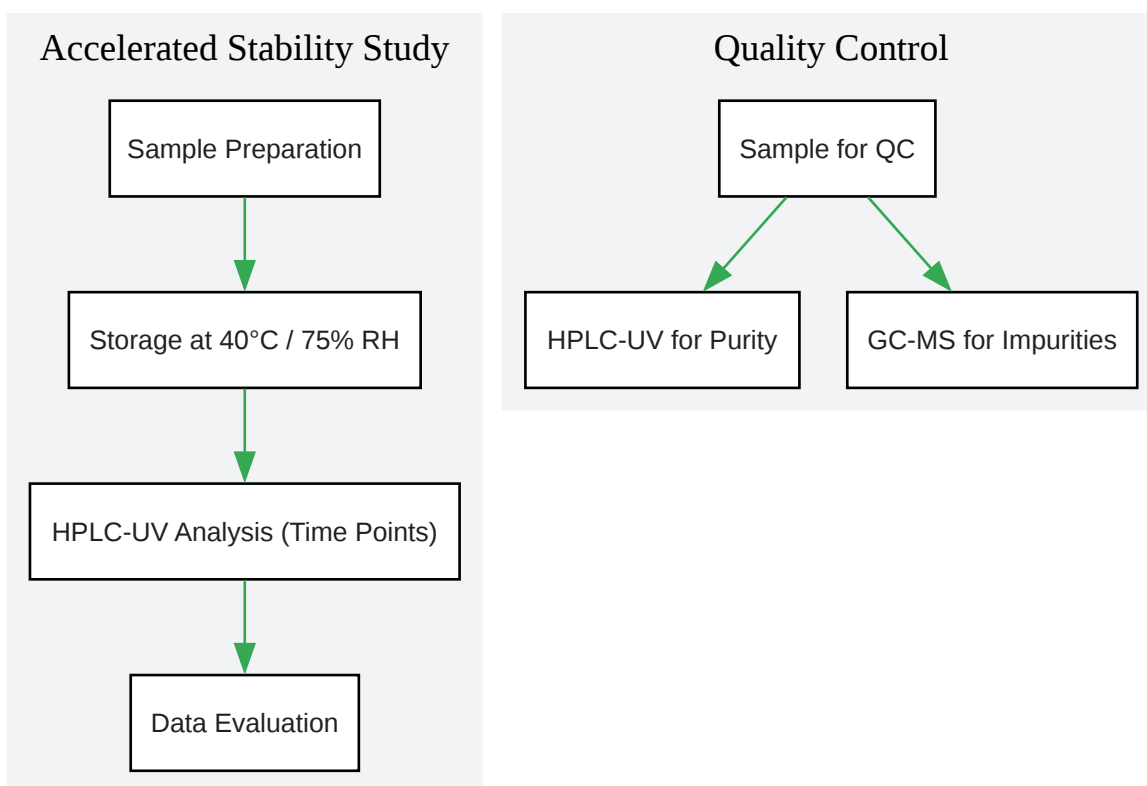 Accelerated Stability Study
Sample Preparation
Storage at 40°C / 75% RH
HPLC-UV Analysis (Time Points)
Data Evaluation
Quality Control
Sample for QC
HPLC-UV for Purity
GC-MS for Impurities